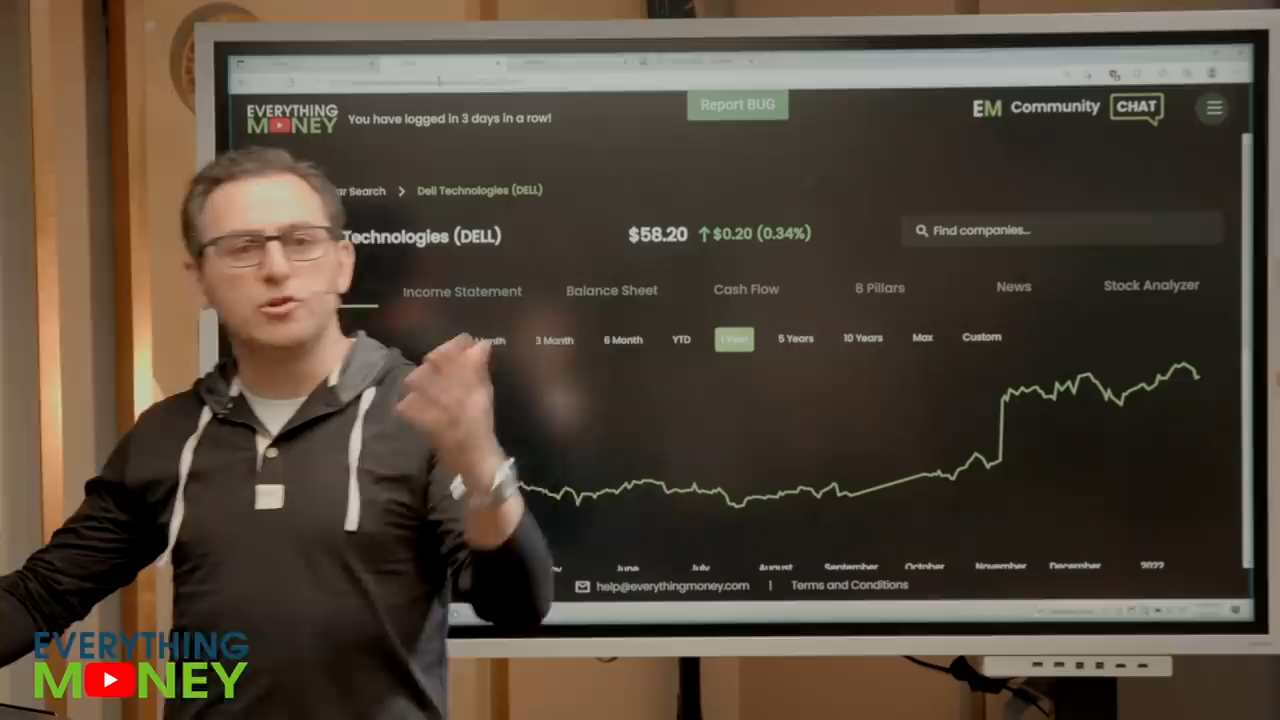 EVERYTHING
MONEY
You have logged in 3 days in a row!
Report BUG
EM Community CHAT
Search > Dell Technologies (DELL)
Technologies (DELL)
$58.20 ↑$0.20 (0.34%)
Find companies...
Income Statement
Balance Sheet
Cash Flow
8 Pillars
News
Stock Analyzer
3 Month
6 Month
YTD
1 Year
5 Years
10 Years
Max
Custom
June
July
August
September
October
November
December
2022
help@everythingmoney.com | Terms and Conditions
EVERYTHING
MONEY